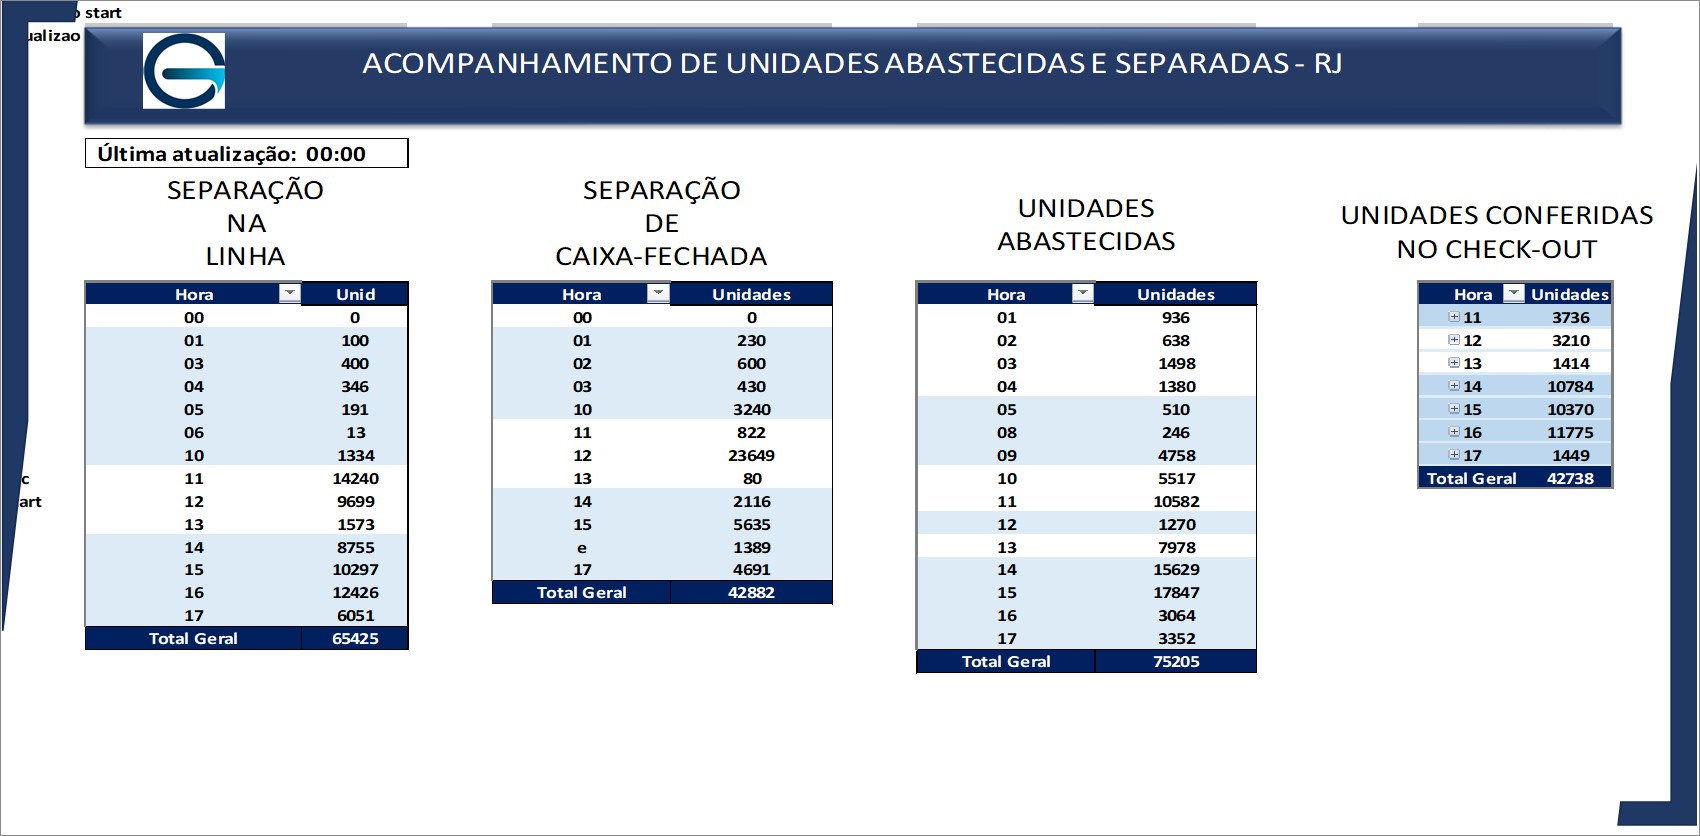 start
ualizao
ACOMPANHAMENTO DE UNIDADES ABASTECIDAS E SEPARADAS - RJ
Última atualização: 00:00
SEPARAÇÃO
NA
LINHA
Hora Unid
00 0
01 100
03 400
04 346
05 191
06 13
10 1334
11 14240
12 9699
13 1573
14 8755
15 10297
16 12426
17 6051
Total Geral 65425
SEPARAÇÃO
DE
CAIXA-FECHADA
Hora Unidades
00 0
01 230
02 600
03 430
10 3240
11 822
12 23649
13 80
14 2116
15 5635
e 1389
17 4691
Total Geral 42882
UNIDADES
ABASTECIDAS
Hora Unidades
01 936
02 638
03 1498
04 1380
05 510
08 246
09 4758
10 5517
11 10582
12 1270
13 7978
14 15629
15 17847
16 3064
17 3352
Total Geral 75205
UNIDADES CONFERIDAS
NO CHECK-OUT
Hora Unidades
11 3736
12 3210
13 1414
14 10784
15 10370
16 11775
17 1449
Total Geral 42738
c
art